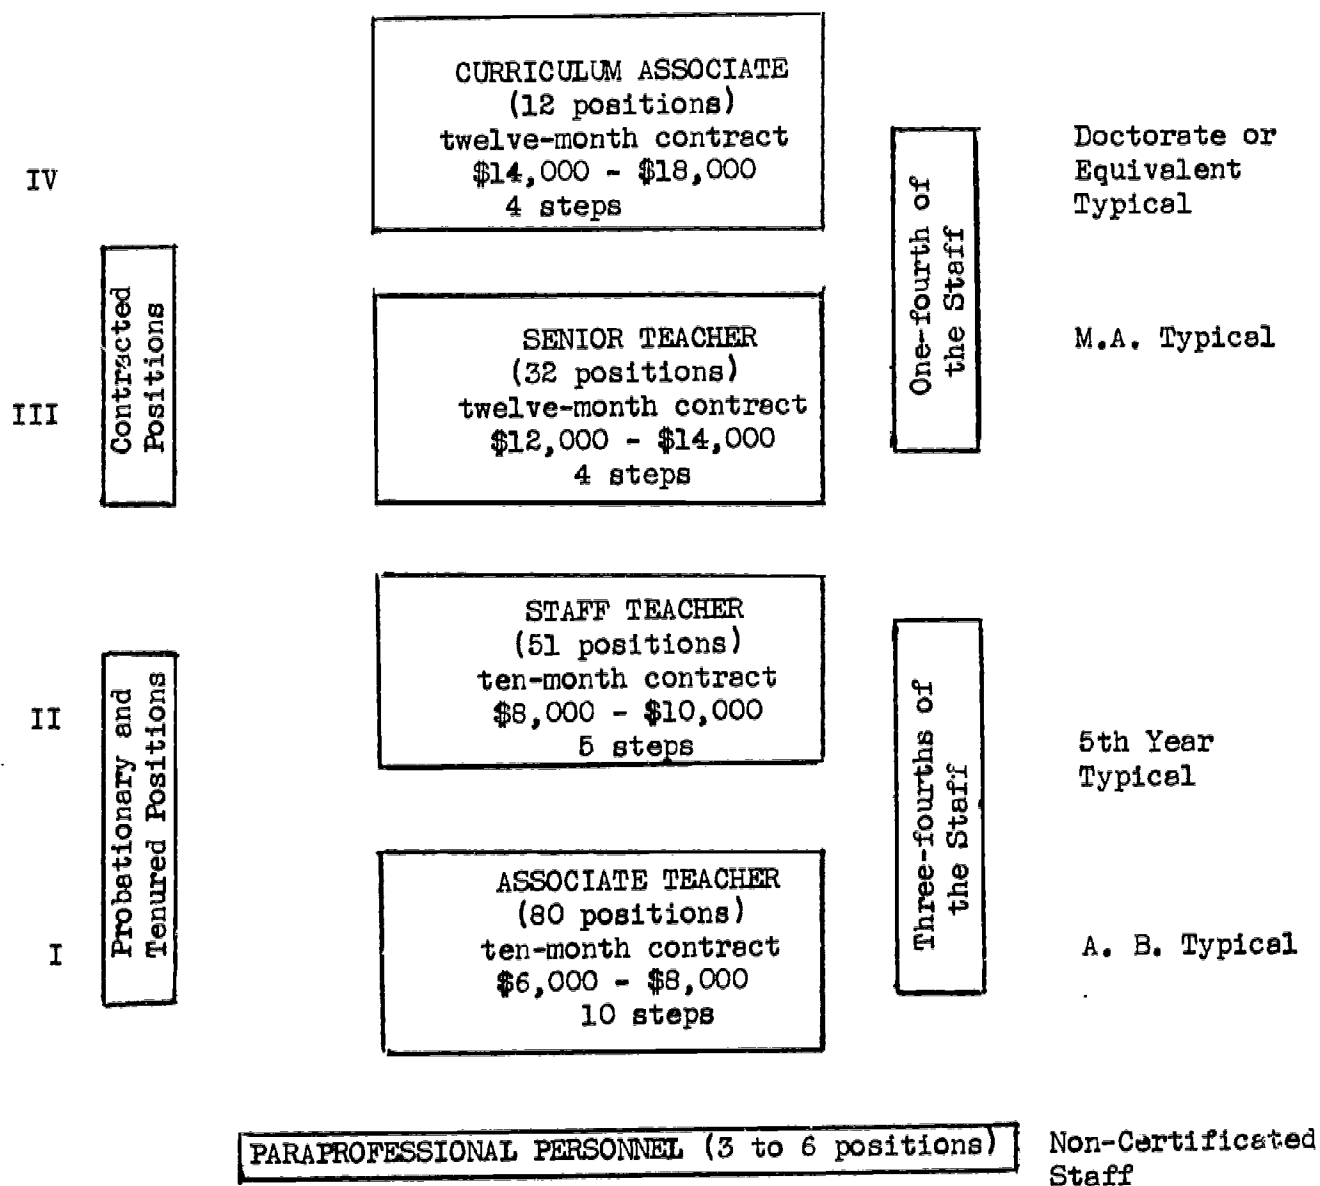 CURRICULUM ASSOCIATE
(12 positions)
twelve-month contract
$14,000 - $18,000
4 steps
IV
Doctorate or
Equivalent
Typical
Contracted
Positions
One-fourth of
the Staff
SENIOR TEACHER
(32 positions)
twelve-month contract
$12,000 - $14,000
4 steps
III
M.A. Typical
STAFF TEACHER
(51 positions)
ten-month contract
$8,000 - $10,000
5 steps
II
5th Year
Typical
Probationary and
Tenured Positions
Three-fourths of
the Staff
ASSOCIATE TEACHER
(80 positions)
ten-month contract
$6,000 - $8,000
10 steps
I
A. B. Typical
PARAPROFESSIONAL PERSONNEL (3 to 6 positions)
Non-Certificated
Staff